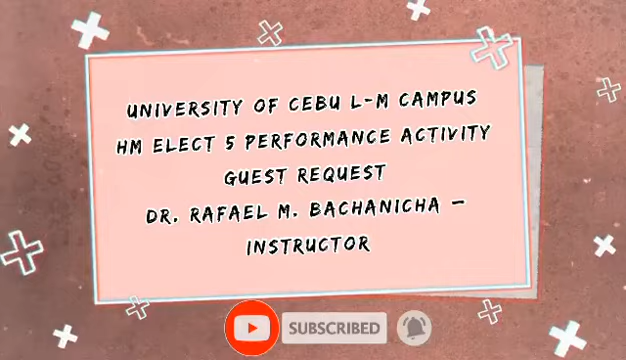 UNIVERSITY OF CEBU L-M CAMPUS
HM ELECT 5 PERFORMANCE ACTIVITY
GUEST REQUEST
DR. RAFAEL M. BACHANICHA -
INSTRUCTOR
SUBSCRIBED